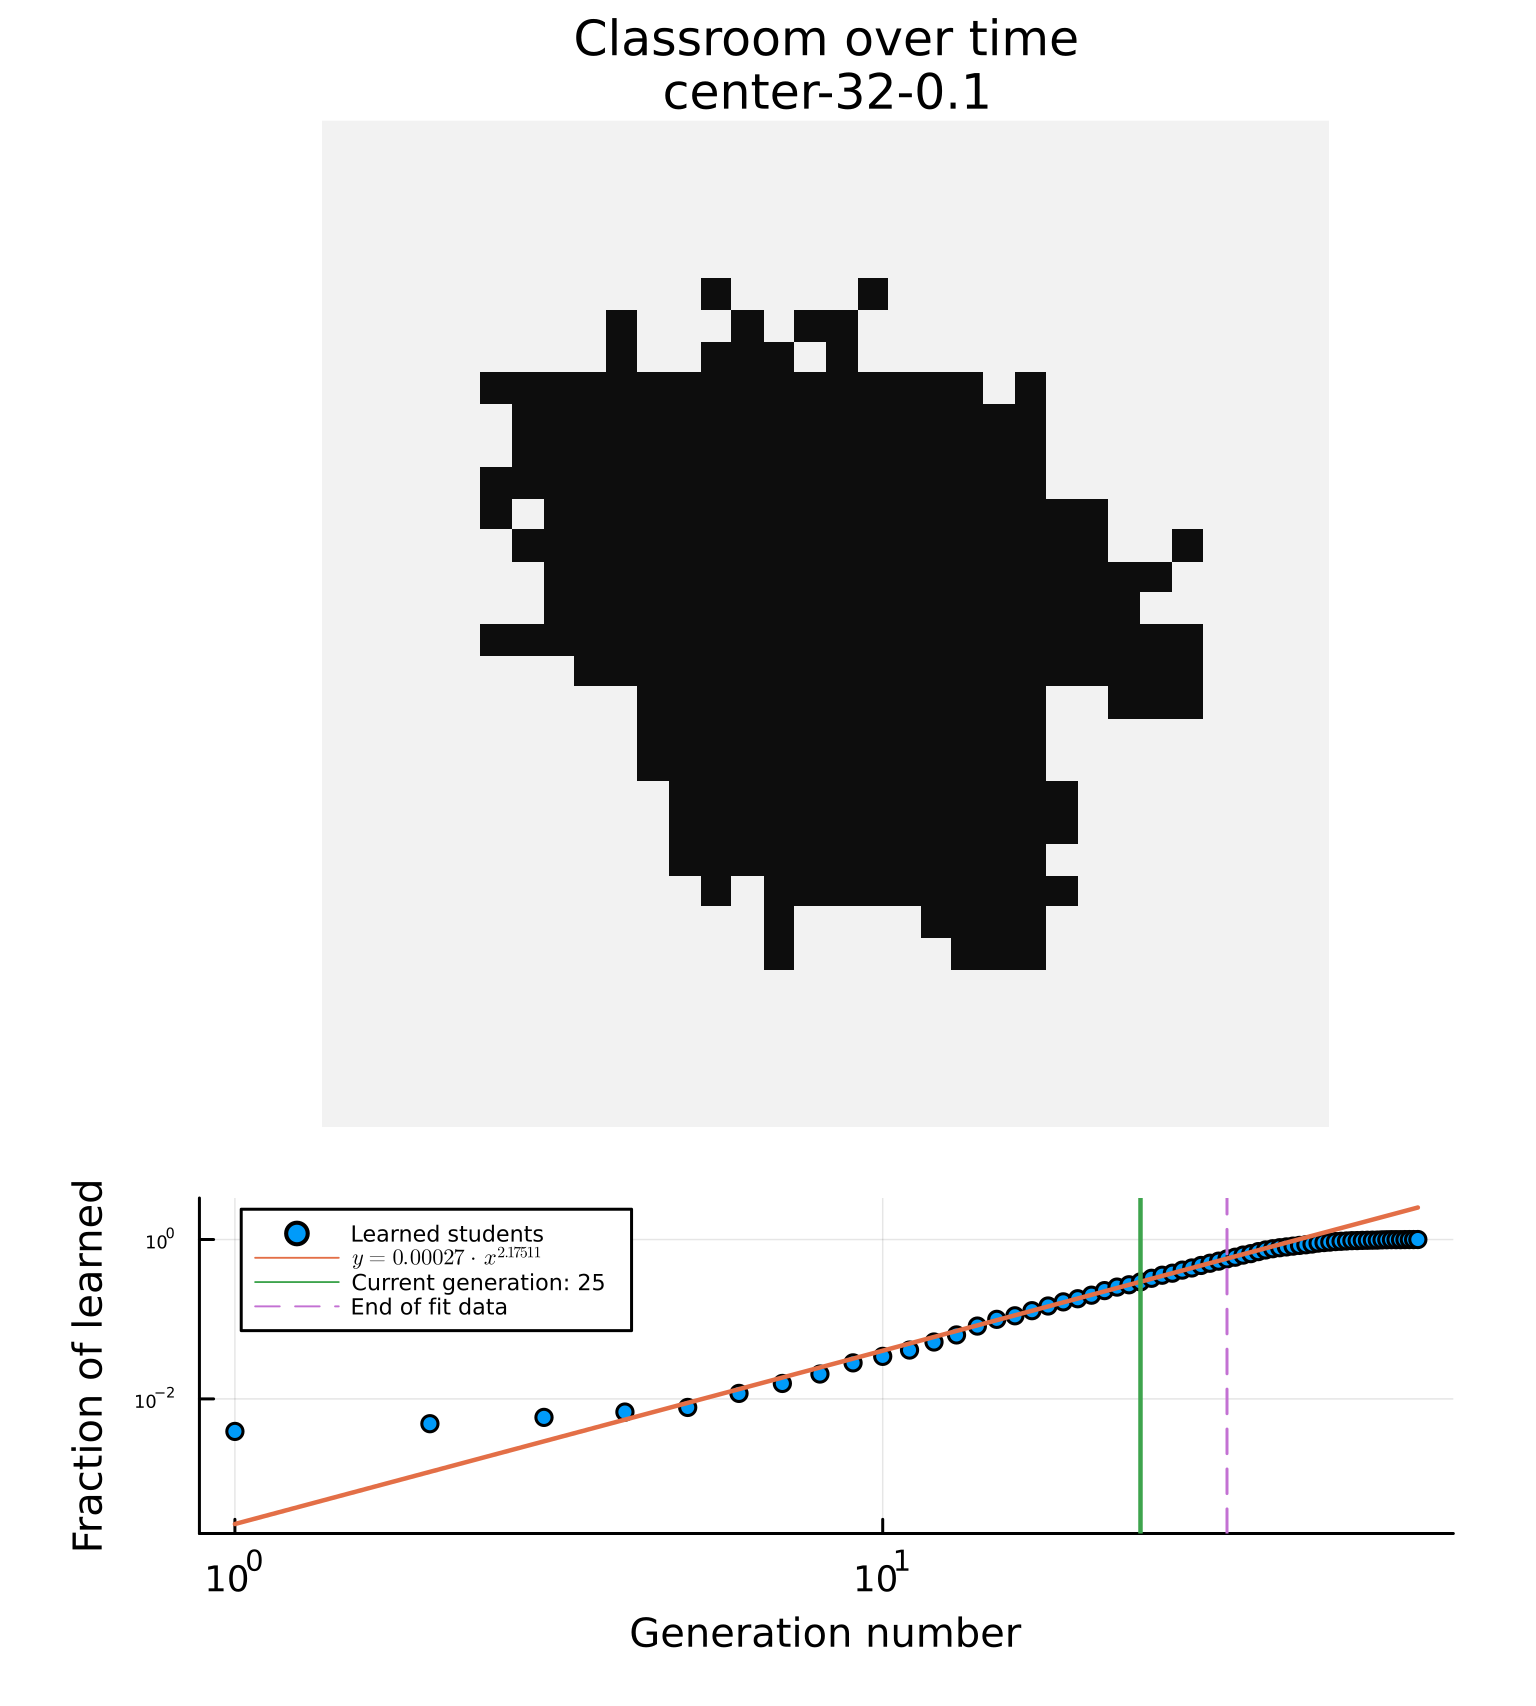 Classroom over time
center-32-0.1
Fraction of learned
10^0
10^-2
Learned students
y = 0.00027 · x^2.17511
Current generation: 25
End of fit data
10^0
10^1
Generation number